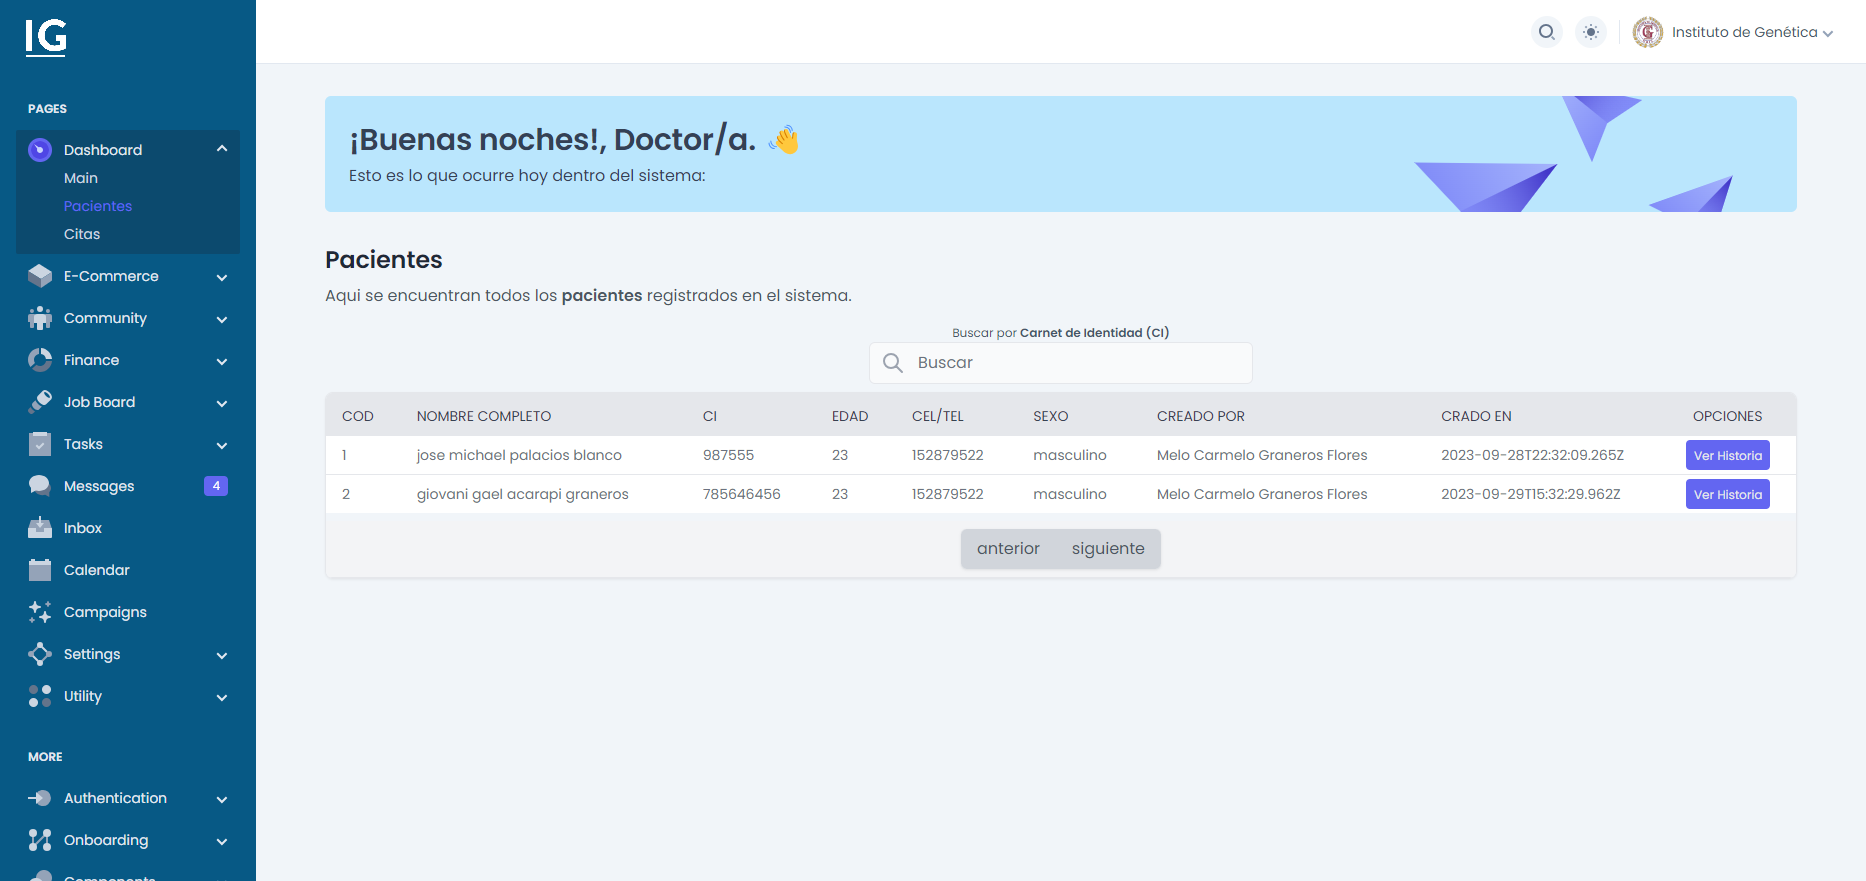 IG
Instituto de Genética
PAGES
Dashboard
Main
Pacientes
Citas
E-Commerce
Community
Finance
Job Board
Tasks
Messages 4
Inbox
Calendar
Campaigns
Settings
Utility
MORE
Authentication
Onboarding
Components
¡Buenas noches!, Doctor/a. 👋
Esto es lo que ocurre hoy dentro del sistema:
Pacientes
Aqui se encuentran todos los pacientes registrados en el sistema.
Buscar por Carnet de Identidad (CI)
Buscar
COD NOMBRE COMPLETO CI EDAD CEL/TEL SEXO CREADO POR CRADO EN OPCIONES
1 jose michael palacios blanco 987555 23 152879522 masculino Melo Carmelo Graneros Flores 2023-09-28T22:32:09.265Z Ver Historia
2 giovani gael acarapi graneros 785646456 23 152879522 masculino Melo Carmelo Graneros Flores 2023-09-29T15:32:29.962Z Ver Historia
anterior siguiente